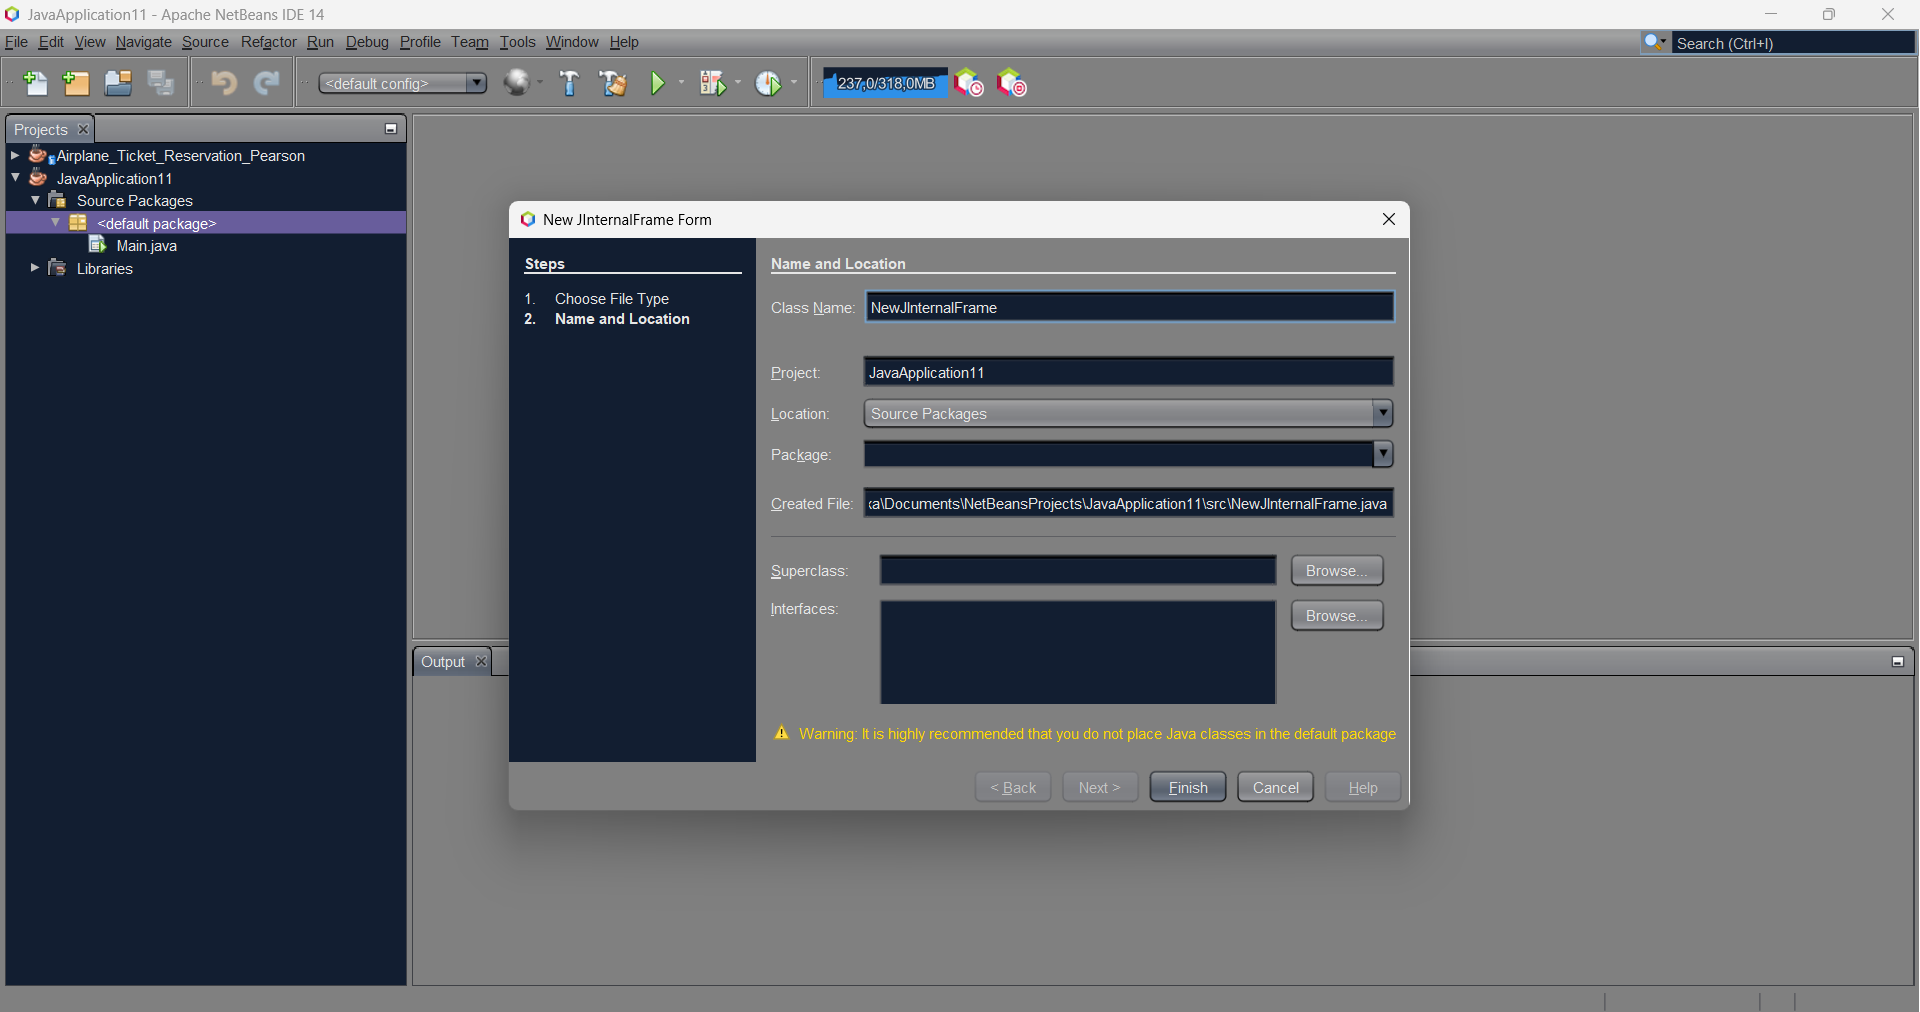 JavaApplication11 - Apache NetBeans IDE 14
File Edit View Navigate Source Refactor Run Debug Profile Team Tools Window Help
Search (Ctrl+I)
<default config>
237,0/318,0MB
Projects
Airplane_Ticket_Reservation_Pearson
JavaApplication11
Source Packages
<default package>
Main.java
Libraries
New JInternalFrame Form
Steps
1. Choose File Type
2. Name and Location
Name and Location
Class Name: NewJInternalFrame
Project: JavaApplication11
Location: Source Packages
Package:
Created File: ka\Documents\NetBeansProjects\JavaApplication11\src\NewJInternalFrame.java
Superclass: Browse...
Interfaces: Browse...
Warning: It is highly recommended that you do not place Java classes in the default package
< Back Next > Finish Cancel Help
Output